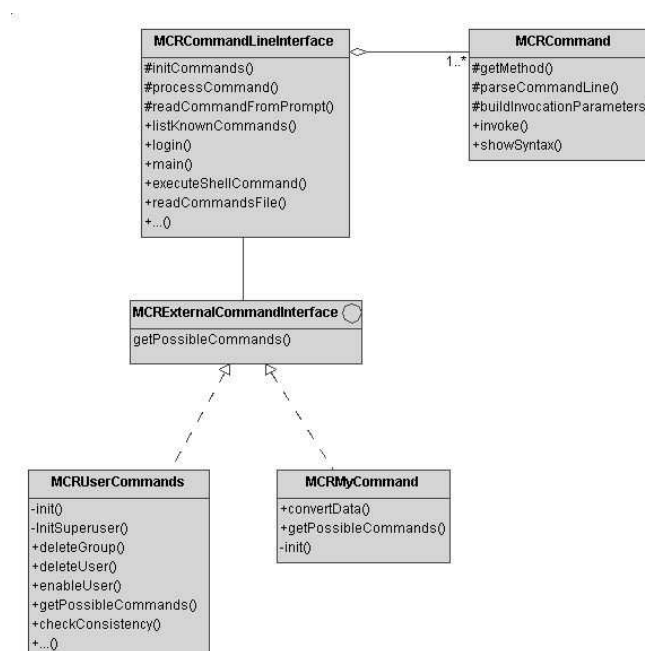 MCRCommandLineInterface
#initCommands()
#processCommand()
#readCommandFromPrompt()
+listKnownCommands()
+login()
+main()
+executeShellCommand()
+readCommandsFile()
+...()
1..*
MCRCommand
#getMethod()
#parseCommandLine()
#buildInvocationParameters
+invoke()
+showSyntax()
MCRExternalCommandInterface
getPossibleCommands()
MCRUserCommands
-init()
-InitSuperuser()
+deleteGroup()
+deleteUser()
+enableUser()
+getPossibleCommands()
+checkConsistency()
+...()
MCRMyCommand
+convertData()
+getPossibleCommands()
-init()